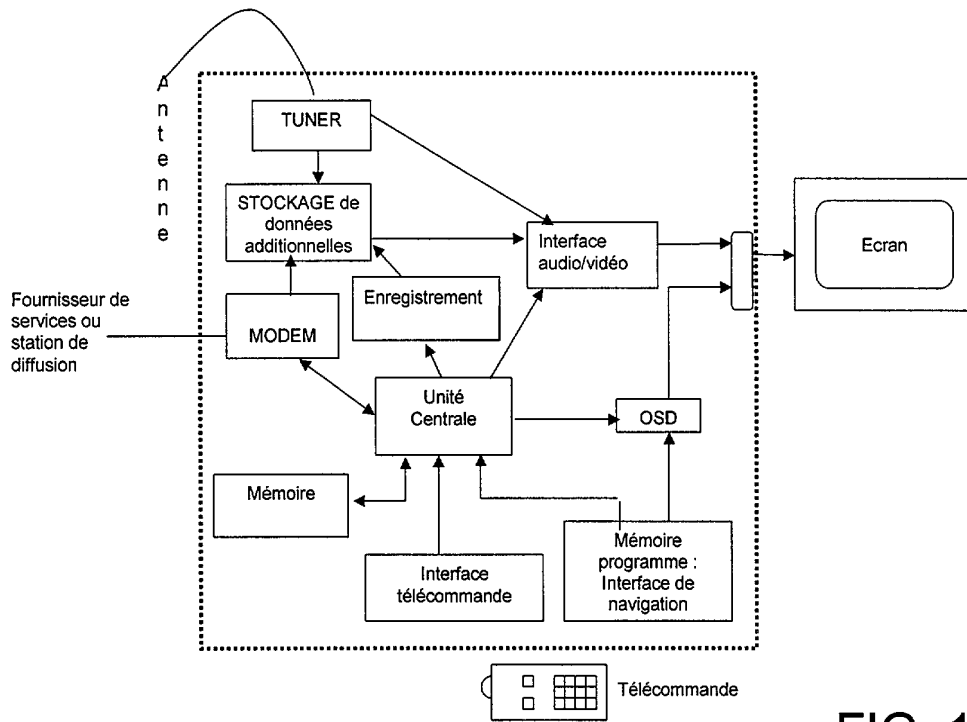 Antenne
TUNER
STOCKAGE de
données
additionnelles
Interface
audio/vidéo
Ecran
Enregistrement
Fournisseur de
services ou
station de
diffusion
MODEM
Unité
Centrale
OSD
Mémoire
Interface
télécommande
Mémoire
programme :
Interface de
navigation
Télécommande
FIG. 1